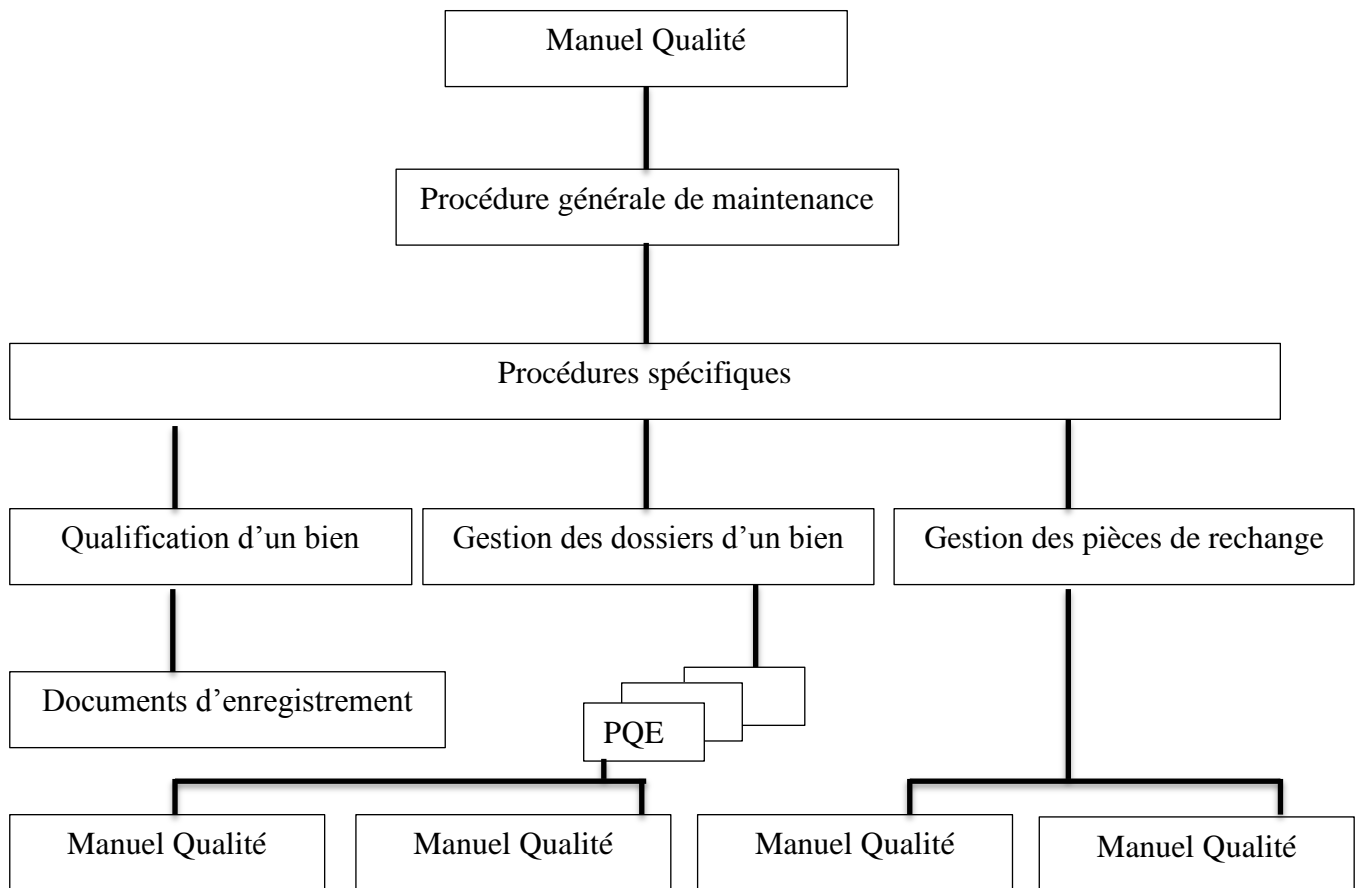 Manuel Qualité
Procédure générale de maintenance
Procédures spécifiques
Qualification d’un bien
Gestion des dossiers d’un bien
Gestion des pièces de rechange
Documents d’enregistrement
PQE
Manuel Qualité
Manuel Qualité
Manuel Qualité
Manuel Qualité